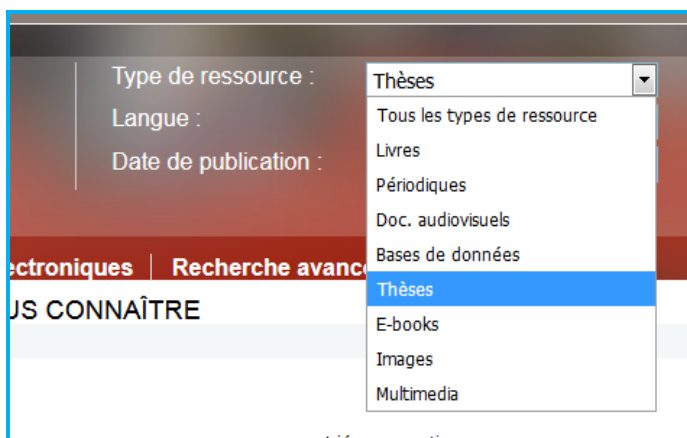 Type de ressource :
Thèses
Langue :
Date de publication :
Tous les types de ressource
Livres
Périodiques
Doc. audiovisuels
Bases de données
Thèses
E-books
Images
Multimedia
ectroniques | Recherche avanc
US CONNAÎTRE